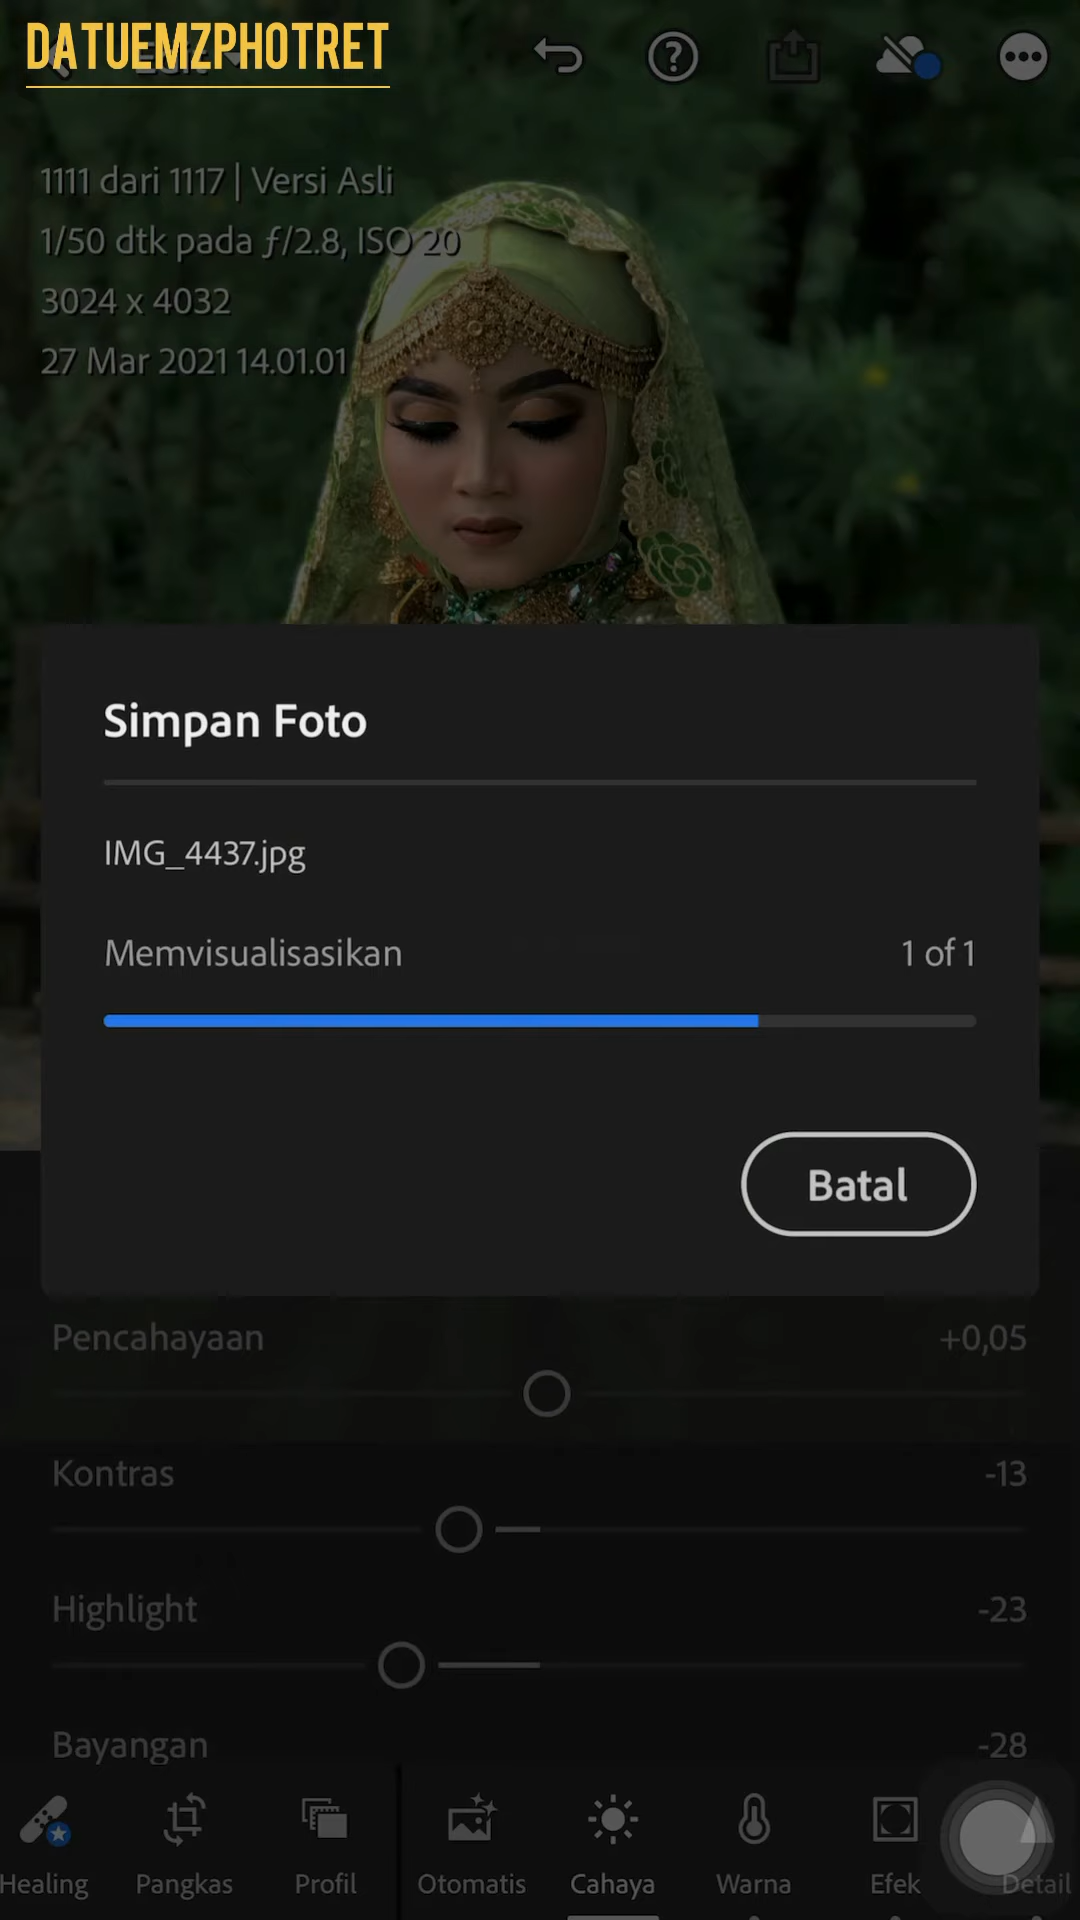 DATUEMZPHOTRET
Edit
1111 dari 1117 | Versi Asli
1/50 dtk pada ƒ/2.8, ISO 20
3024 x 4032
27 Mar 2021 14.01.01
Simpan Foto
IMG_4437.jpg
Memvisualisasikan 1 of 1
Batal
Pencahayaan +0,05
Kontras -13
Highlight -23
Bayangan -28
Healing Pangkas Profil Otomatis Cahaya Warna Efek Detail